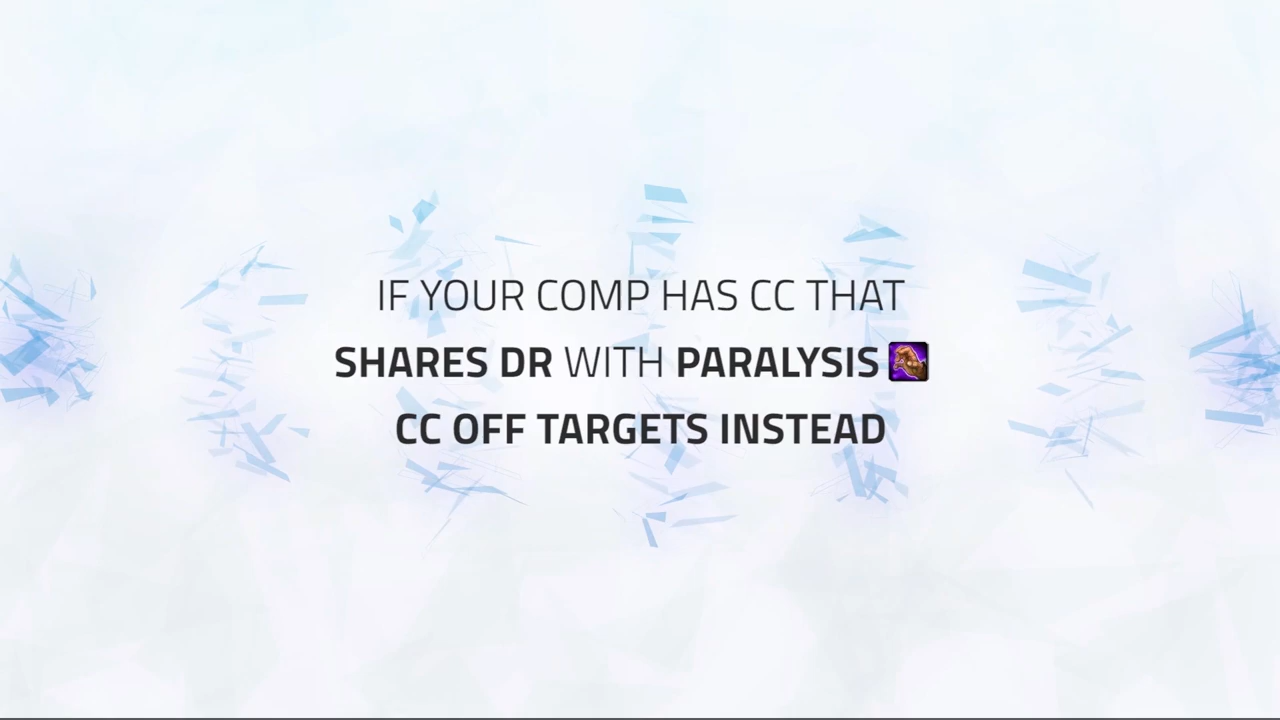 IF YOUR COMP HAS CC THAT
SHARES DR WITH PARALYSIS
CC OFF TARGETS INSTEAD